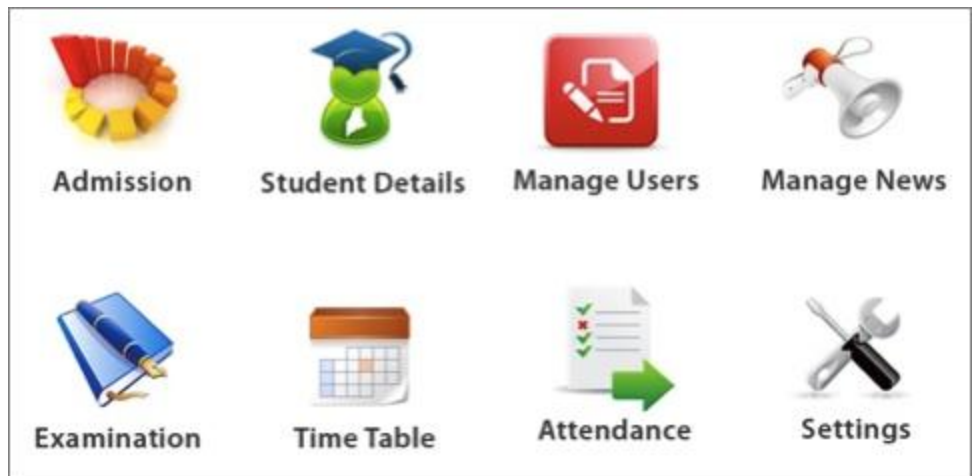 Admission
Student Details
Manage Users
Manage News
Examination
Time Table
Attendance
Settings